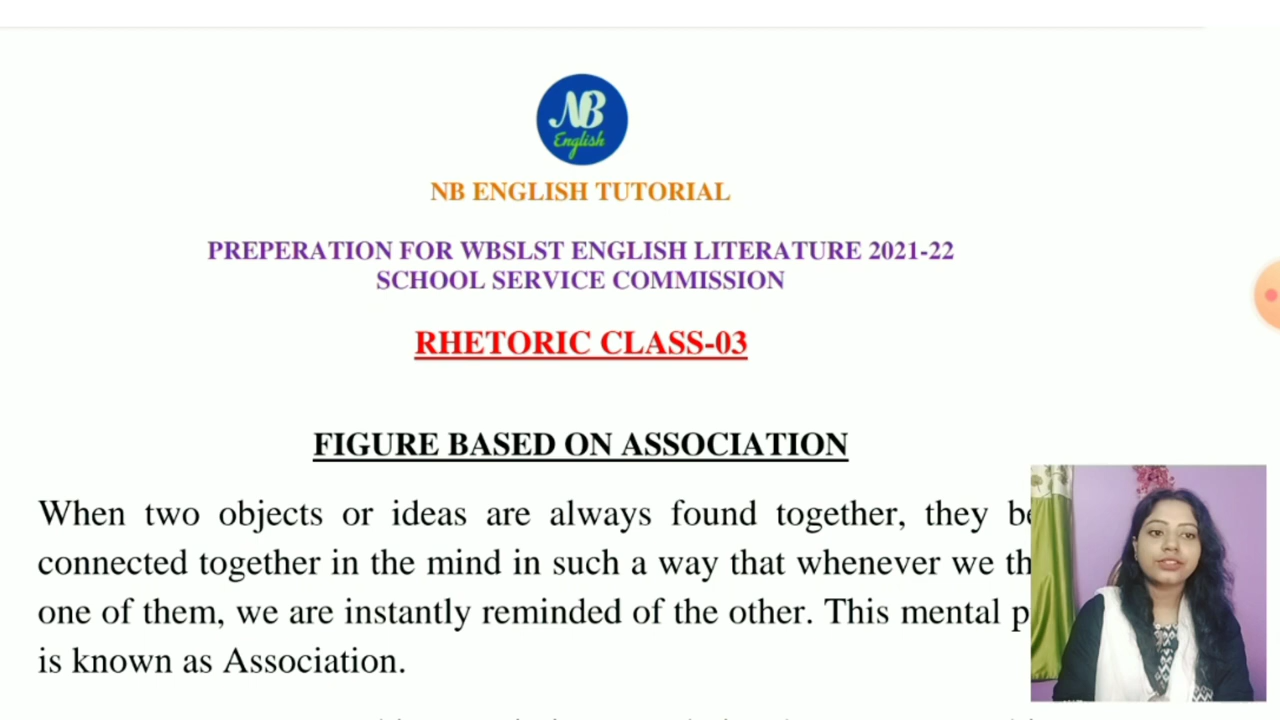 NB
English
NB ENGLISH TUTORIAL
PREPERATION FOR WBSLST ENGLISH LITERATURE 2021-22
SCHOOL SERVICE COMMISSION
RHETORIC CLASS-03
FIGURE BASED ON ASSOCIATION
When two objects or ideas are always found together, they
connected together in the mind in such a way that whenever we
one of them, we are instantly reminded of the other. This mental
is known as Association.